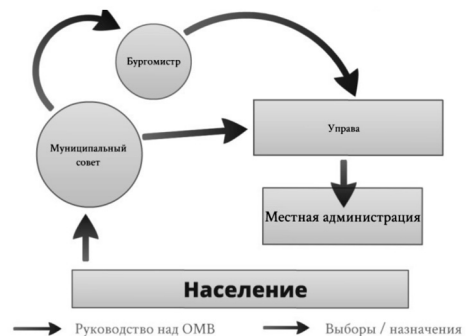 Бургомистр
Управа
Муниципальный
совет
Местная администрация
Население
Руководство над ОМВ
Выборы / назначения